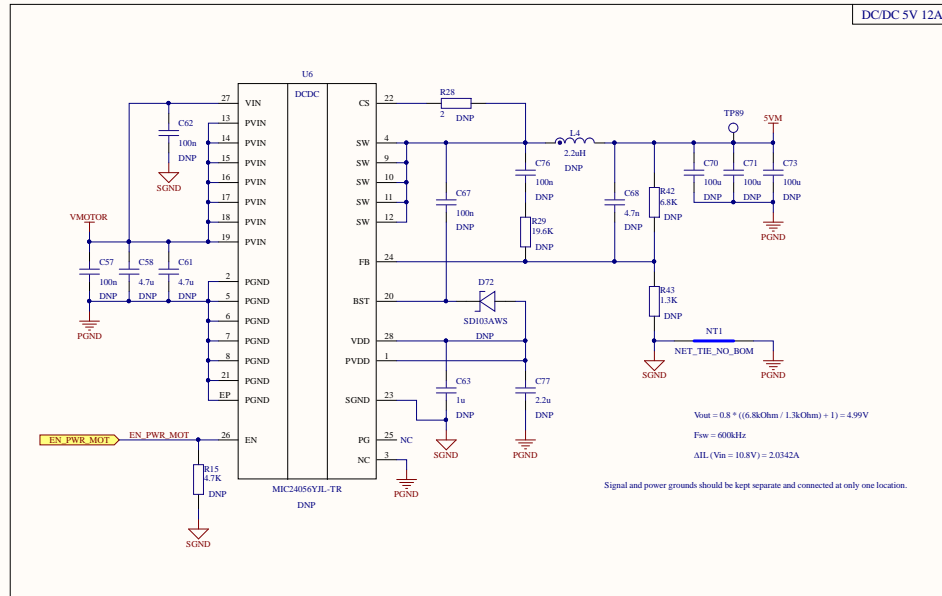 DC/DC 5V 12A
U6
DCDC
MIC24056YJL-TR
DNP
27 VIN
13 PVIN
14 PVIN
15 PVIN
16 PVIN
17 PVIN
18 PVIN
19 PVIN
2 PGND
5 PGND
6 PGND
7 PGND
8 PGND
21 PGND
EP PGND
26 EN
CS 22
SW 4
SW 9
SW 10
SW 11
SW 12
FB 24
BST 20
VDD 28
PVDD 1
SGND 23
PG 25 NC
NC 3
C62
100n
DNP
SGND
VMOTOR
C57
100n
DNP
C58
4.7u
DNP
C61
4.7u
DNP
PGND
EN_PWR_MOT
EN_PWR_MOT
R15
4.7K
DNP
SGND
R28
2 DNP
L4
2.2uH
DNP
C76
100n
DNP
R29
19.6K
DNP
C67
100n
DNP
C68
4.7n
DNP
R42
6.8K
DNP
TP89
5VM
C70
100u
DNP
C71
100u
DNP
C73
100u
DNP
PGND
D72
SD103AWS
DNP
R43
1.3K
DNP
NT1
NET_TIE_NO_BOM
SGND
PGND
C63
1u
DNP
C77
2.2u
DNP
SGND
PGND
PGND
Vout = 0.8 * ((6.8kOhm / 1.3kOhm) + 1) = 4.99V
Fsw = 600kHz
ΔIL (Vin = 10.8V) = 2.0342A
Signal and power grounds should be kept separate and connected at only one location.